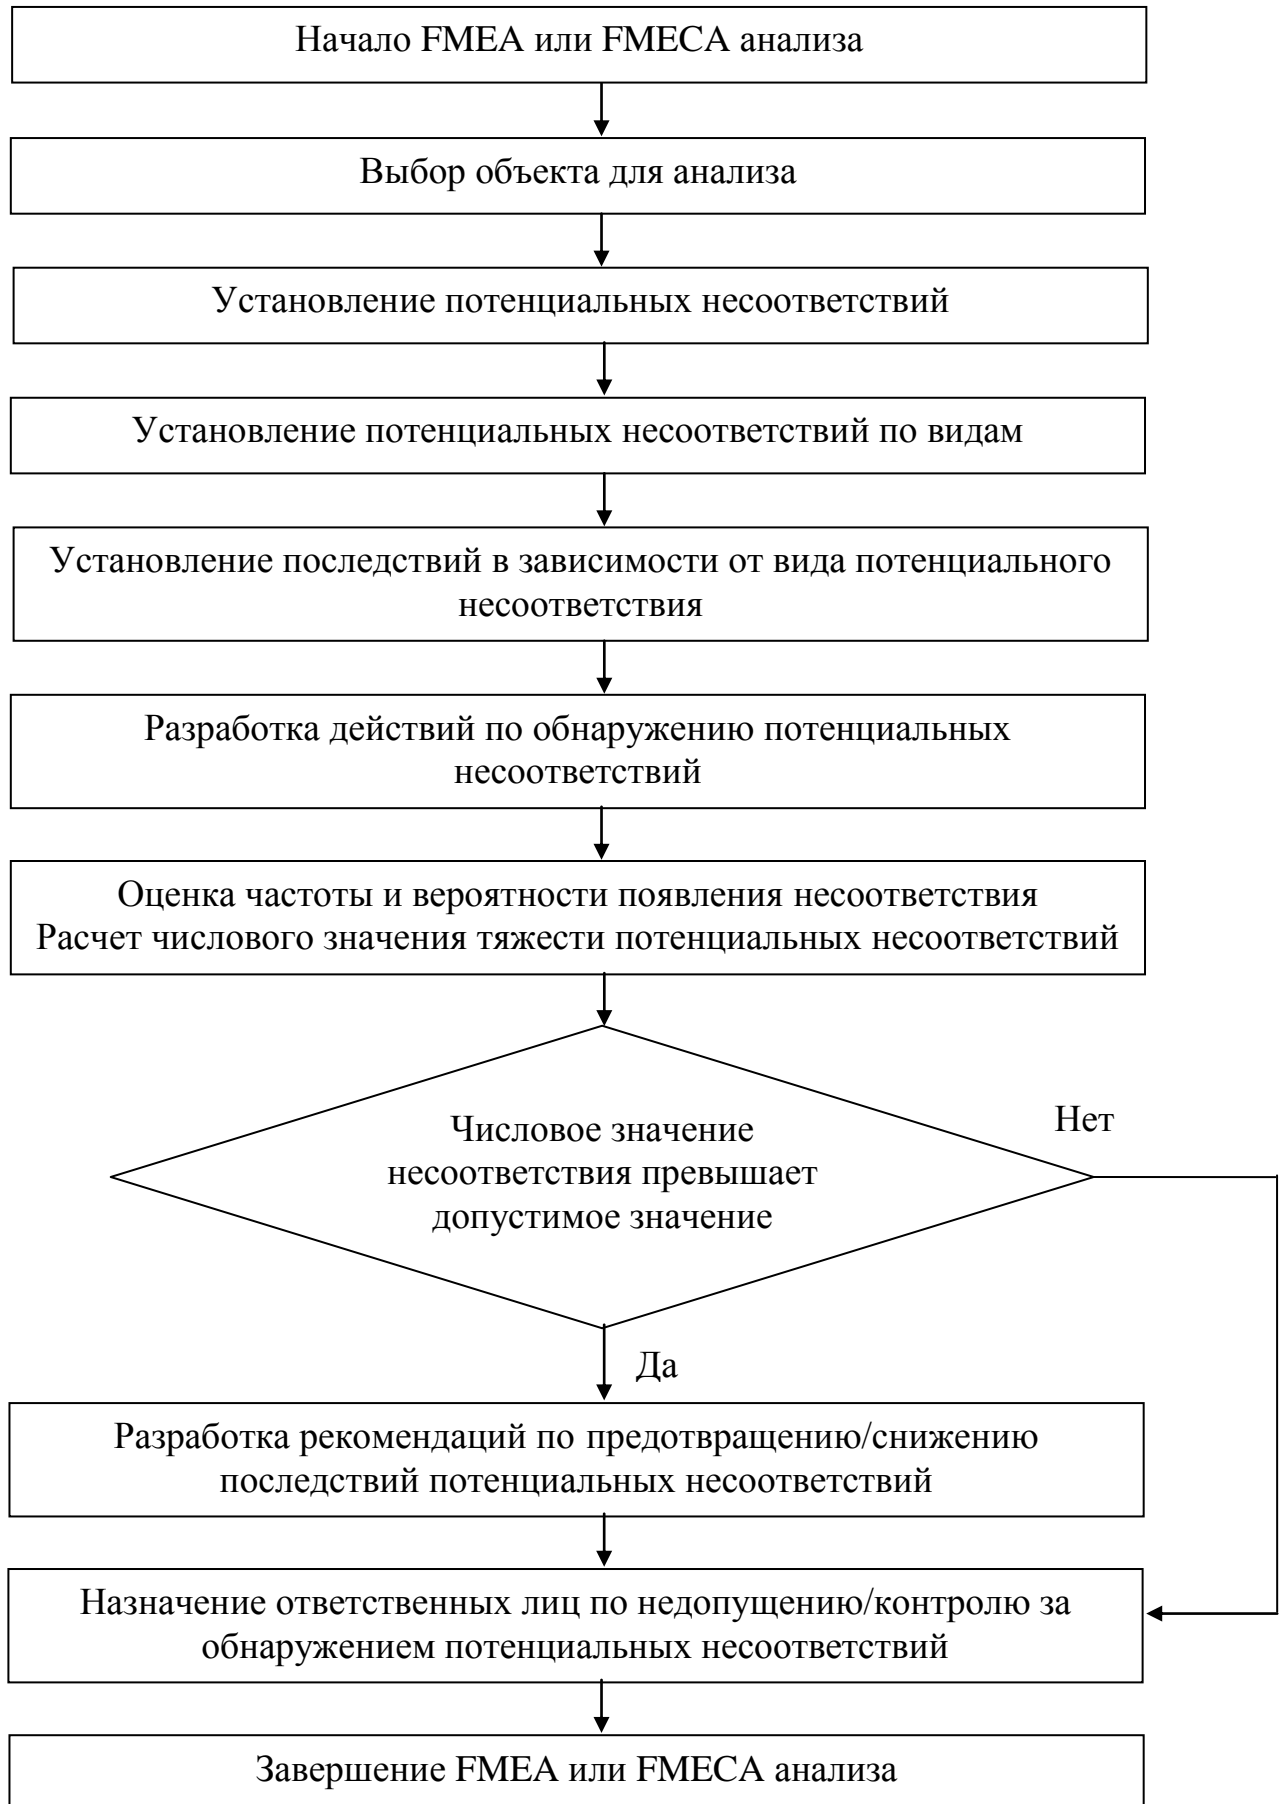 Начало FMEA или FMECA анализа
Выбор объекта для анализа
Установление потенциальных несоответствий
Установление потенциальных несоответствий по видам
Установление последствий в зависимости от вида потенциального
несоответствия
Разработка действий по обнаружению потенциальных
несоответствий
Оценка частоты и вероятности появления несоответствия
Расчет числового значения тяжести потенциальных несоответствий
Числовое значение
несоответствия превышает
допустимое значение
Нет
Да
Разработка рекомендаций по предотвращению/снижению
последствий потенциальных несоответствий
Назначение ответственных лиц по недопущению/контролю за
обнаружением потенциальных несоответствий
Завершение FMEA или FMECA анализа